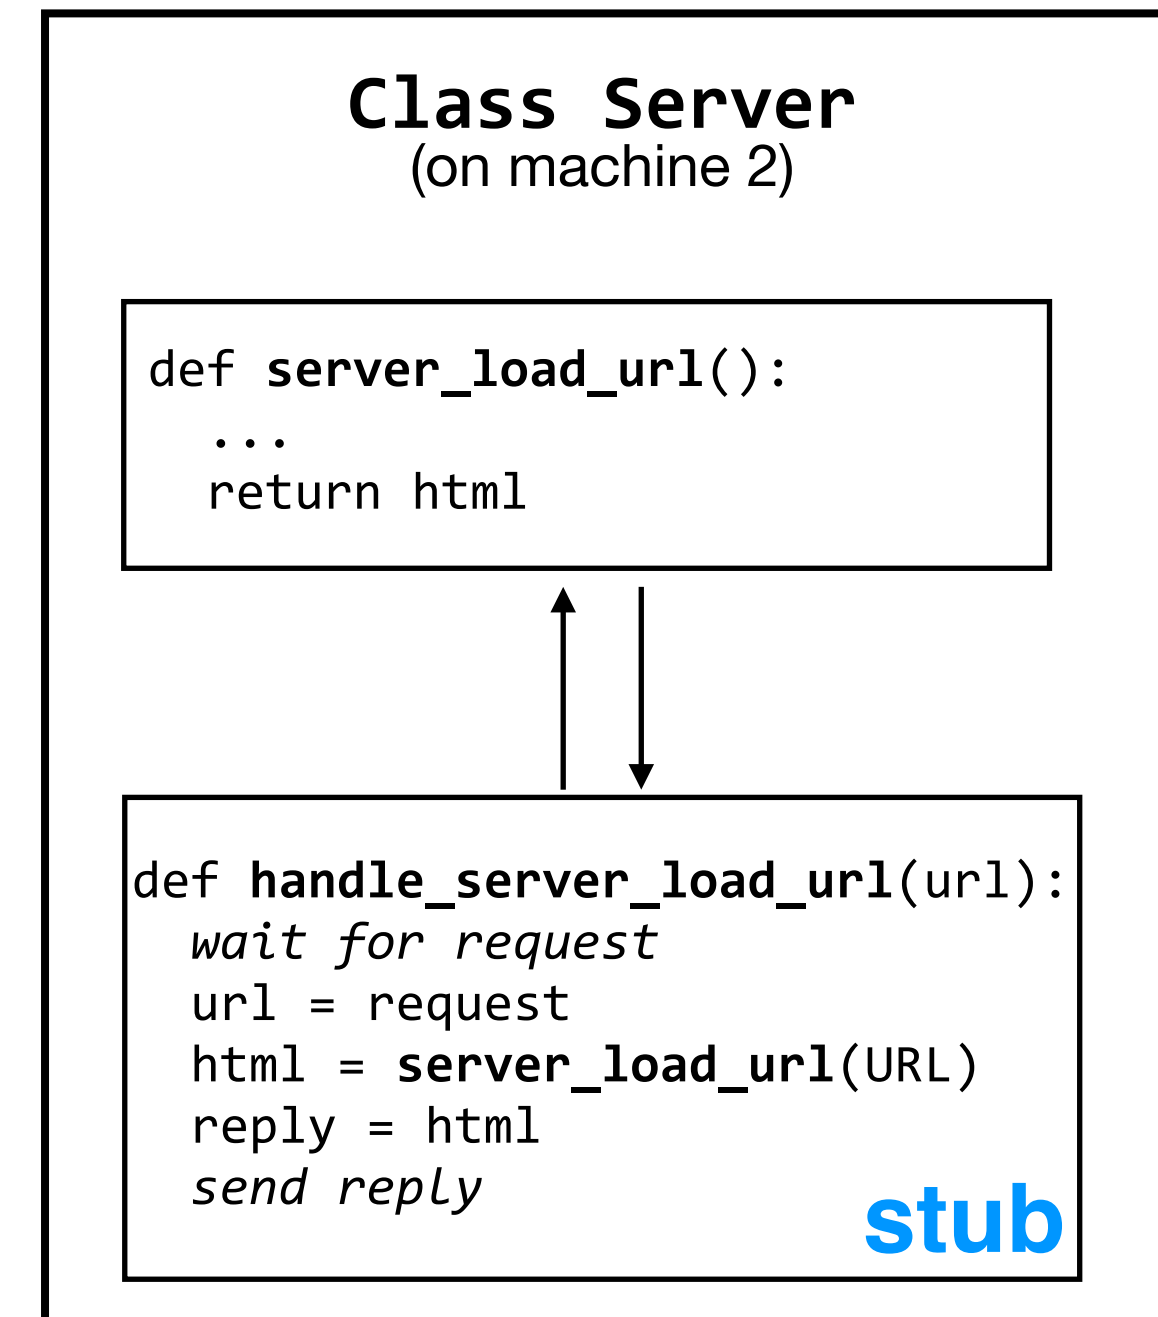 Class Server
(on machine 2)
def server_load_url():
...
return html
def handle_server_load_url(url):
wait for request
url = request
html = server_load_url(URL)
reply = html
send reply
stub